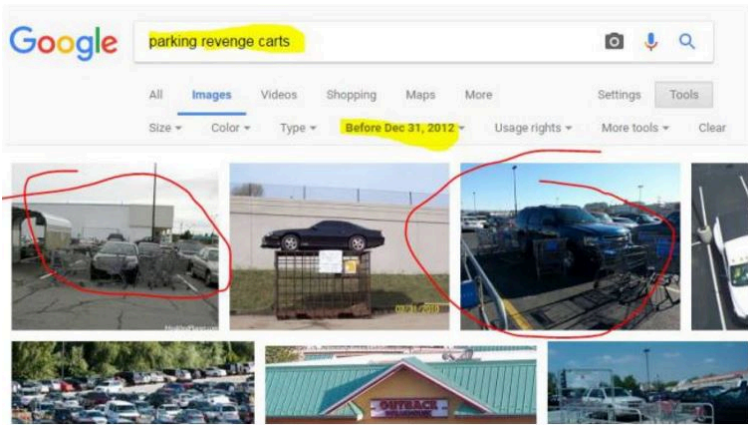 Google
parking revenge carts
All Images Videos Shopping Maps More Settings Tools
Size Color Type Before Dec 31, 2012 Usage rights More tools Clear
OUTBACK